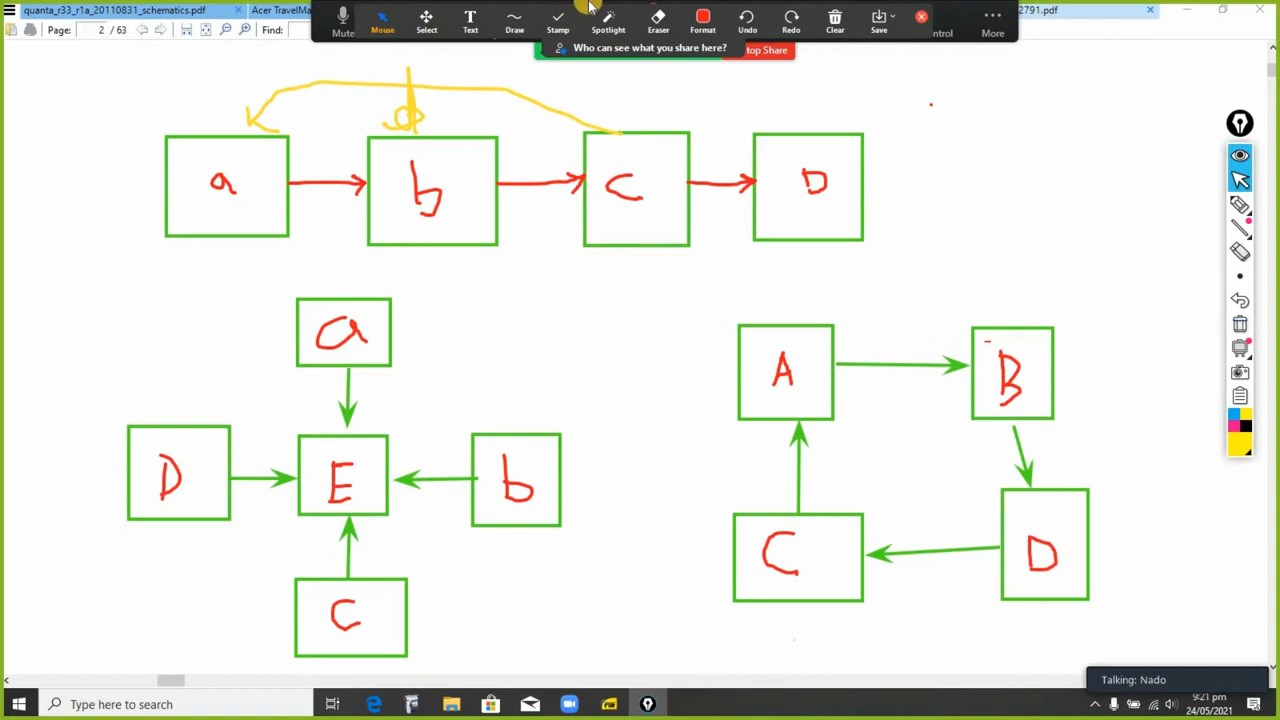 quanta_r33_r1a_20110831_schematics.pdf
Acer TravelMa
2791.pdf
Page: 2 / 63 Find:
Mute Mouse Select Text Draw Stamp Spotlight Eraser Format Undo Redo Clear Save More
Who can see what you share here?
top Share
a b C D
a
D E b
C
A B
C D
Talking: Nado
Type here to search
9:21 pm
24/05/2021